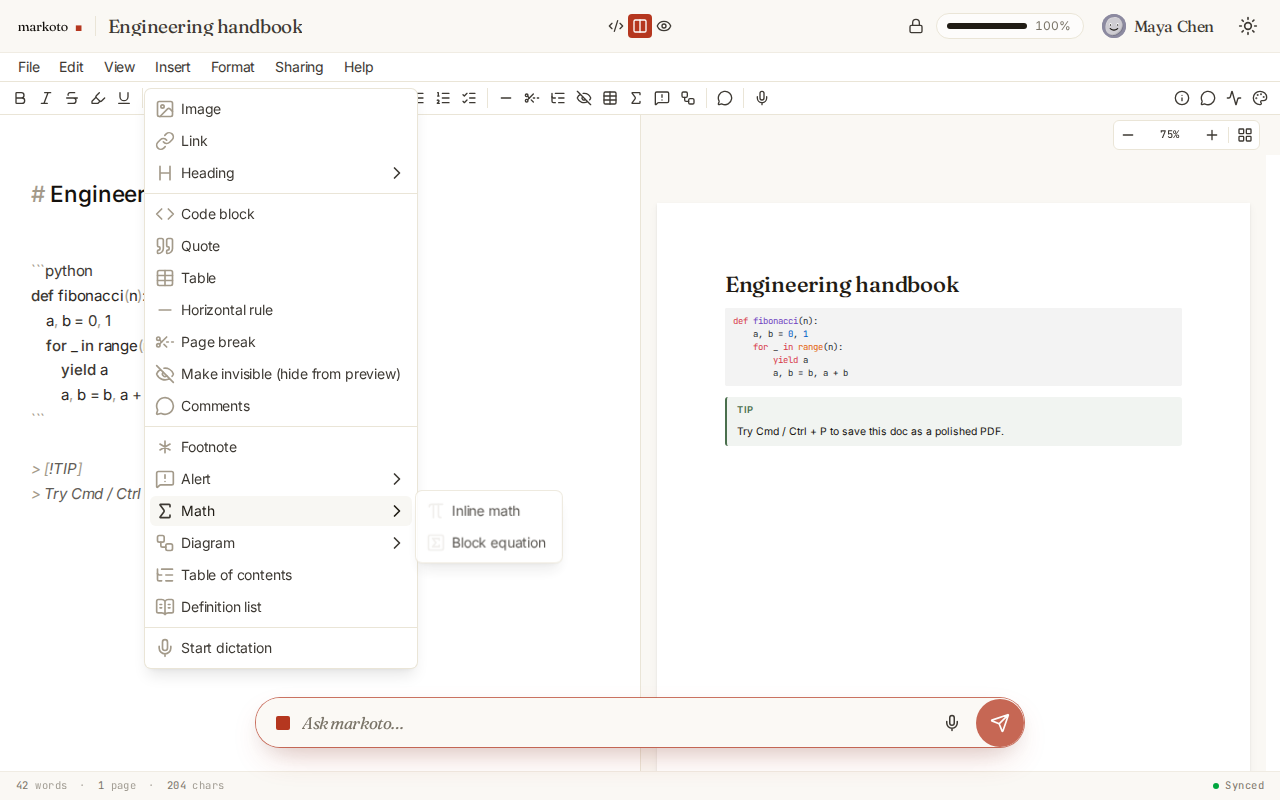 markoto
Engineering handbook
100%
Maya Chen
File Edit View Insert Format Sharing Help
Image
Link
Heading
Code block
Quote
Table
Horizontal rule
Page break
Make invisible (hide from preview)
Comments
Footnote
Alert
Math
Diagram
Table of contents
Definition list
Start dictation
Inline math
Block equation
# Engineer
```python
def fibonacci(n):
a, b = 0, 1
for _ in range(
yield a
a, b = b, a +
```
> [!TIP]
> Try Cmd / Ctrl
75%
Engineering handbook
def fibonacci(n):
a, b = 0, 1
for _ in range(n):
yield a
a, b = b, a + b
TIP
Try Cmd / Ctrl + P to save this doc as a polished PDF.
Ask markoto...
42 words · 1 page · 204 chars
Synced